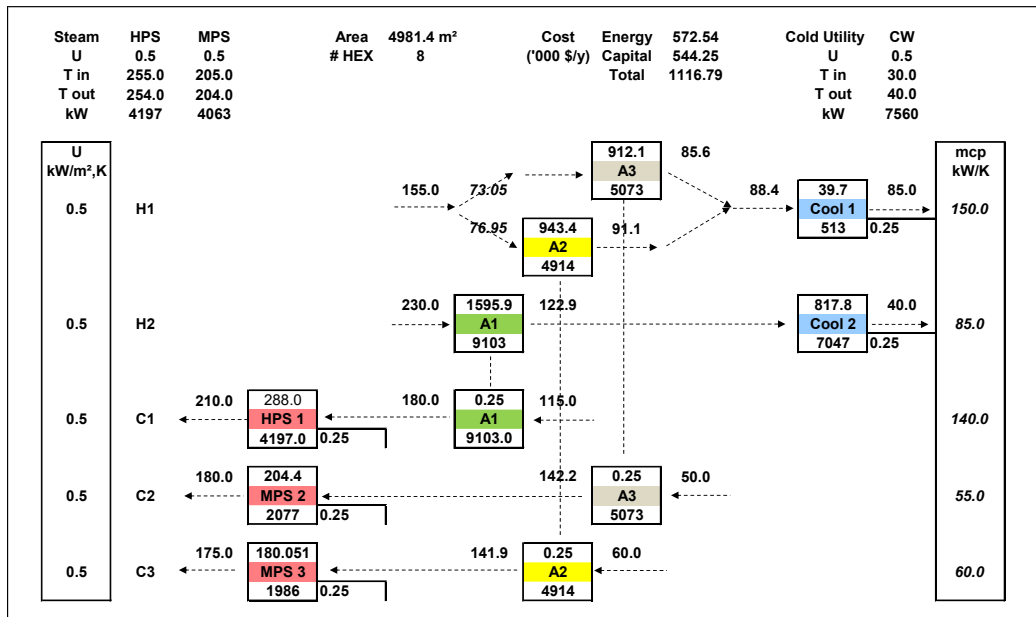 Steam HPS MPS Area 4981.4 m² Cost Energy 572.54 Cold Utility CW
U 0.5 0.5 # HEX 8 ('000 $/y) Capital 544.25 U 0.5
T in 255.0 205.0 Total 1116.79 T in 30.0
T out 254.0 204.0 T out 40.0
kW 4197 4063 kW 7560
U 912.1 85.6 mcp
kW/m²,K A3 kW/K
155.0 73.05 5073 88.4 39.7 85.0
0.5 H1 Cool 1 150.0
76.95 943.4 91.1 513 0.25
A2
4914
230.0 1595.9 122.9 817.8 40.0
0.5 H2 A1 Cool 2 85.0
9103 7047 0.25
210.0 288.0 180.0 0.25 115.0
0.5 C1 HPS 1 A1 140.0
4197.0 0.25 9103.0
180.0 204.4 142.2 0.25 50.0
0.5 C2 MPS 2 A3 55.0
2077 0.25 5073
175.0 180.051 141.9 0.25 60.0
0.5 C3 MPS 3 A2 60.0
1986 0.25 4914